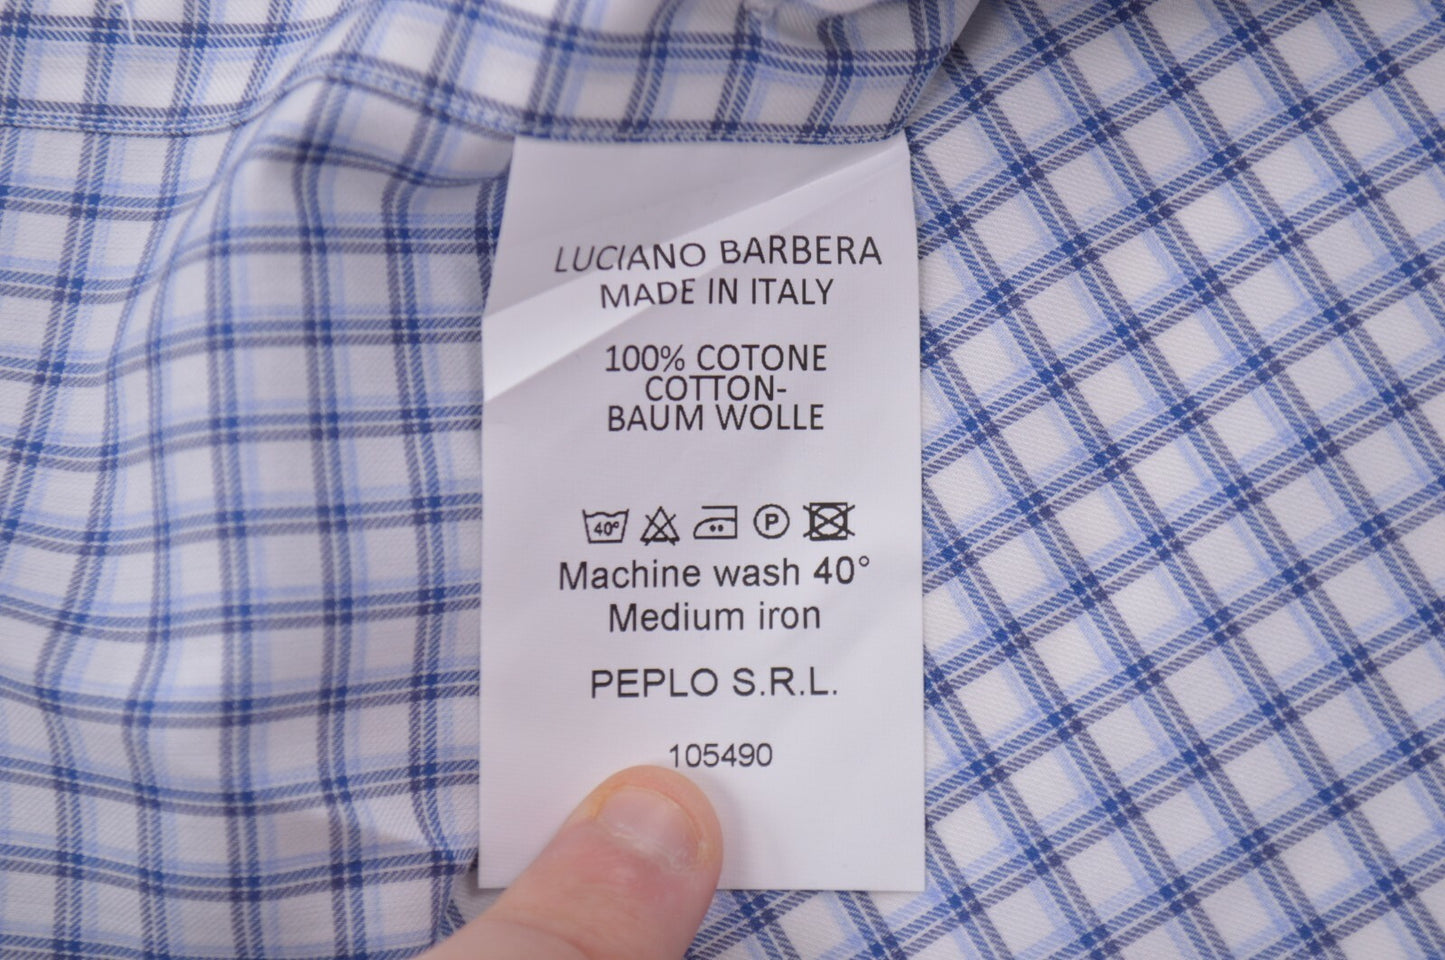 LUCIANO BARBERA
MADE IN ITALY
100% COTONE
COTTON-
BAUM WOLLE
40° P
Machine wash 40°
Medium iron
PEPLO S.R.L.
105490